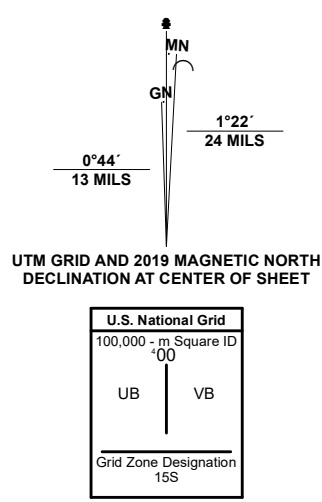 MN
GN
1°22´
24 MILS
0°44´
13 MILS
UTM GRID AND 2019 MAGNETIC NORTH
DECLINATION AT CENTER OF SHEET
U.S. National Grid
100,000 - m Square ID
⁴00
UB VB
Grid Zone Designation
15S